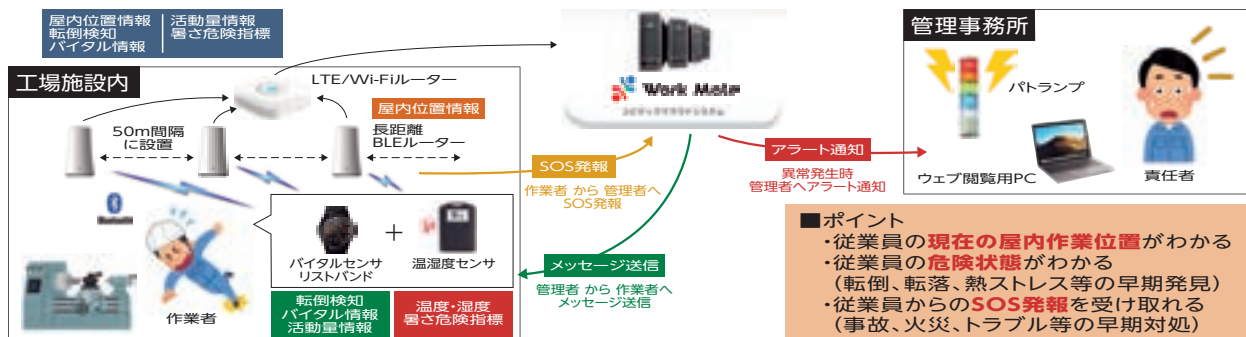 屋内位置情報
転倒検知
バイタル情報
活動量情報
暑さ危険指標
工場施設内
LTE/Wi-Fiルーター
屋内位置情報
50m間隔
に設置
長距離
BLEルーター
バイタルセンサ
リストバンド
+
温湿度センサ
作業者
転倒検知
バイタル情報
活動量情報
温度・湿度
暑さ危険指標
Work Mate
SOS発報
作業者 から 管理者へ
SOS発報
メッセージ送信
管理者 から 作業者へ
メッセージ送信
アラート通知
異常発生時
管理者へアラート通知
管理事務所
パトランプ
ウェブ閲覧用PC
責任者
■ポイント
・従業員の現在の屋内作業位置がわかる
・従業員の危険状態がわかる
(転倒、転落、熱ストレス等の早期発見)
・従業員からのSOS発報を受け取れる
(事故、火災、トラブル等の早期対処)